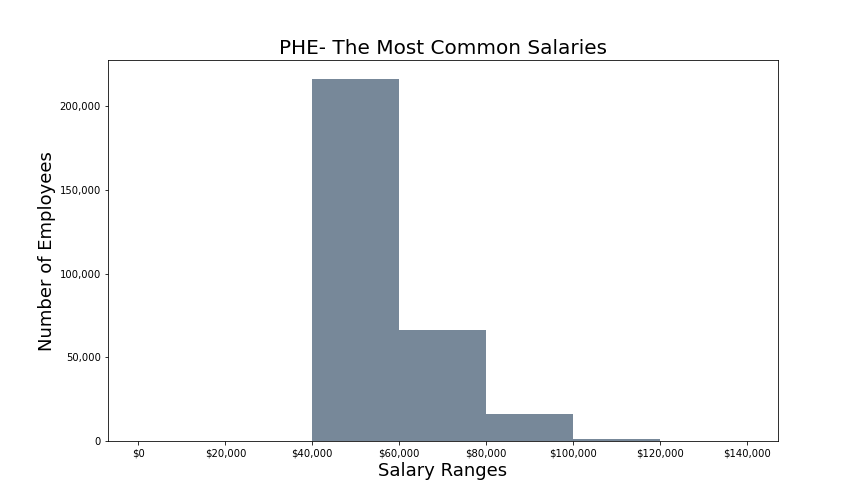 PHE- The Most Common Salaries
Number of Employees
200,000
150,000
100,000
50,000
0
$0 $20,000 $40,000 $60,000 $80,000 $100,000 $120,000 $140,000
Salary Ranges